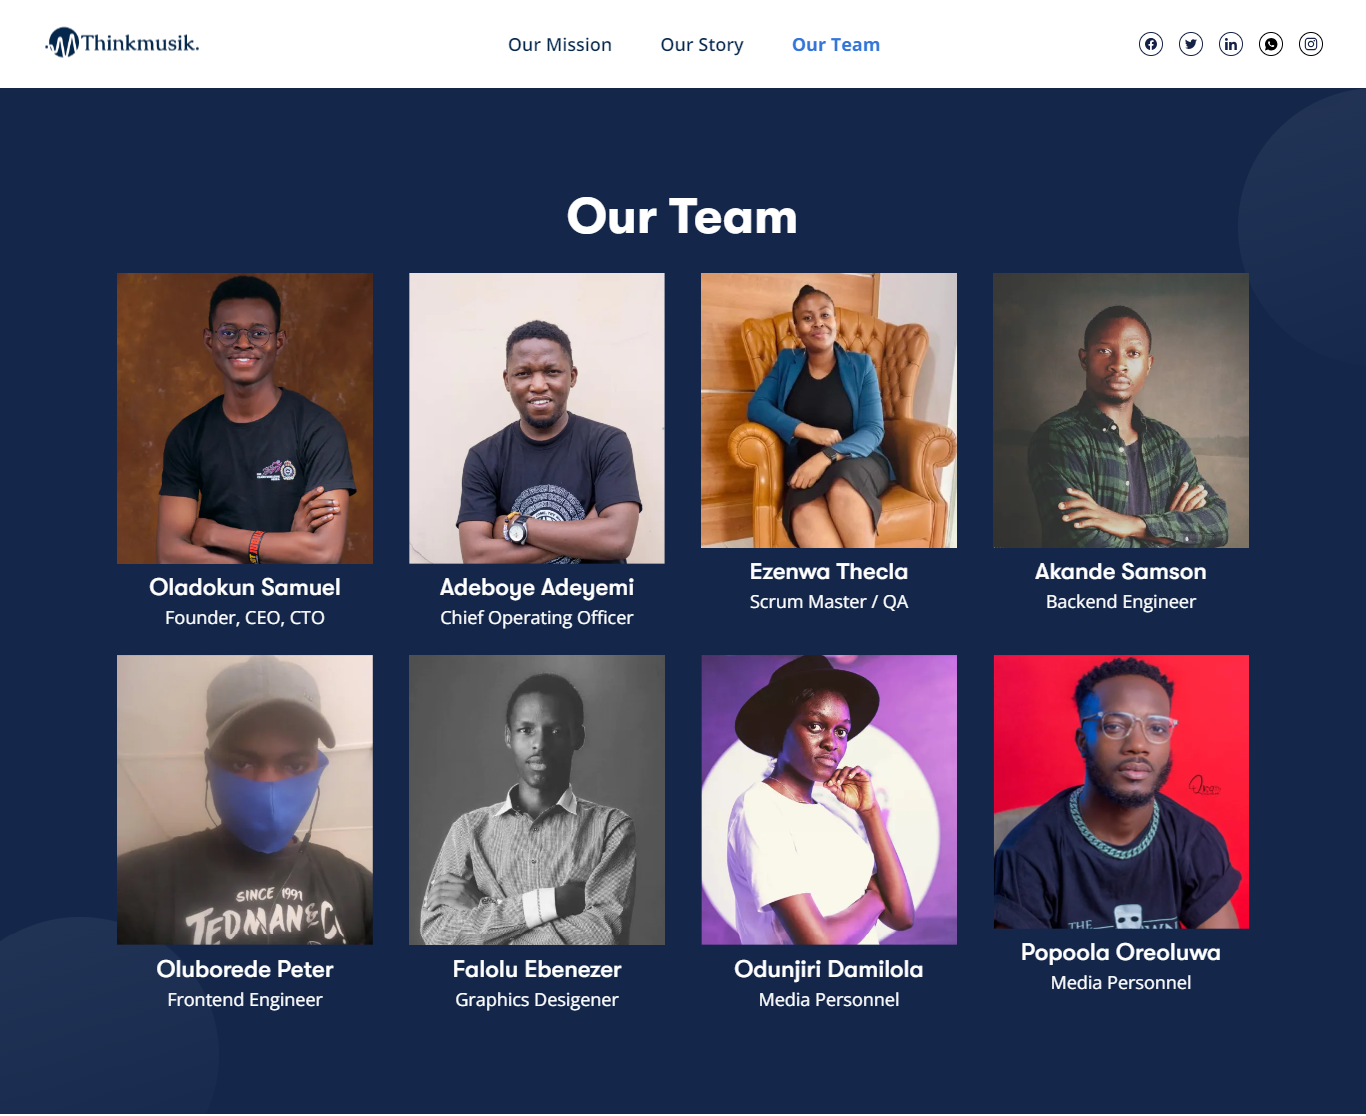 Thinkmusik.
Our Mission
Our Story
Our Team
Our Team
Oladokun Samuel
Founder, CEO, CTO
Adeboye Adeyemi
Chief Operating Officer
Ezenwa Thecla
Scrum Master / QA
Akande Samson
Backend Engineer
SINCE 1991
TEDMAN & C
Oluborede Peter
Frontend Engineer
Falolu Ebenezer
Graphics Desigener
Odunjiri Damilola
Media Personnel
THE
Popoola Oreoluwa
Media Personnel